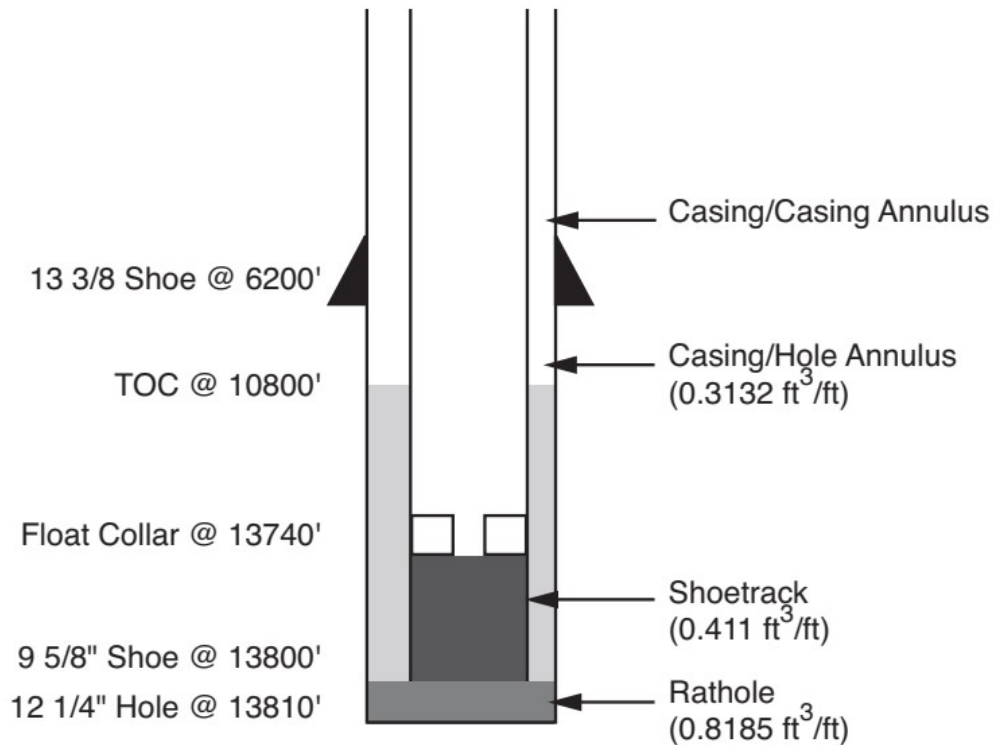 Casing/Casing Annulus
13 3/8 Shoe @ 6200'
Casing/Hole Annulus
(0.3132 ft³/ft)
TOC @ 10800'
Float Collar @ 13740'
Shoetrack
(0.411 ft³/ft)
9 5/8" Shoe @ 13800'
12 1/4" Hole @ 13810'
Rathole
(0.8185 ft³/ft)